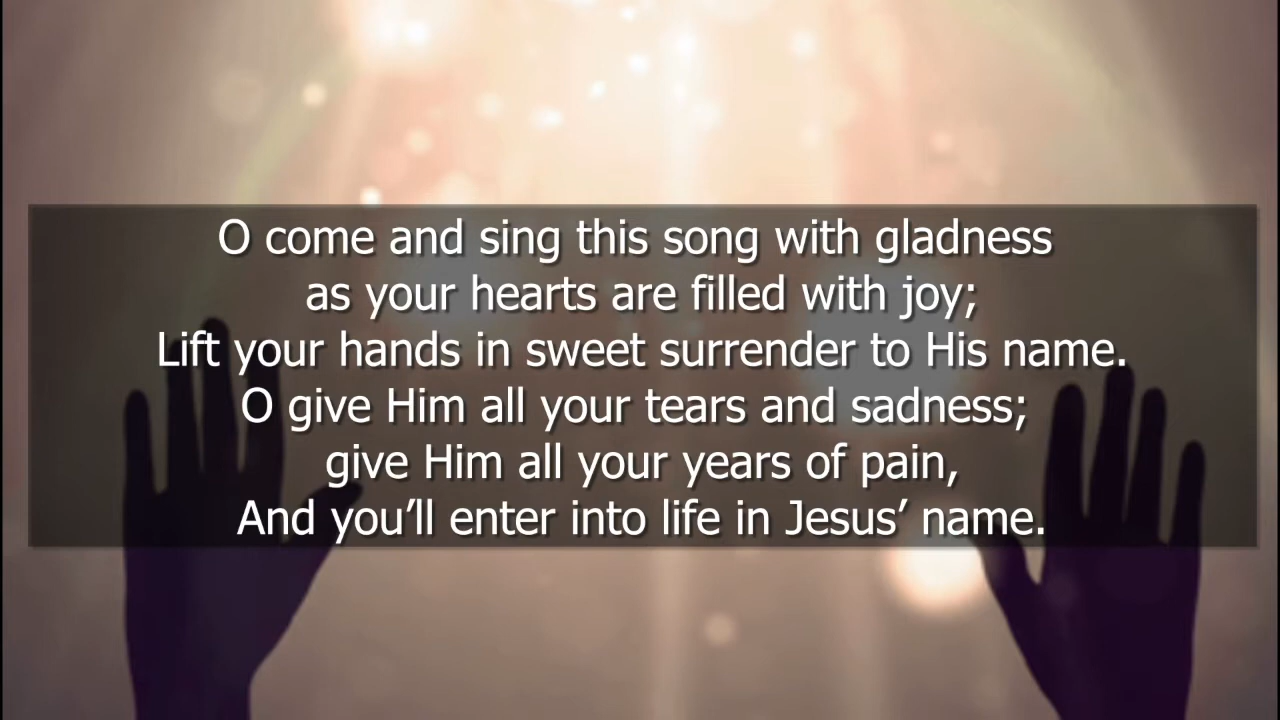 O come and sing this song with gladness
as your hearts are filled with joy;
Lift your hands in sweet surrender to His name.
O give Him all your tears and sadness;
give Him all your years of pain,
And you’ll enter into life in Jesus’ name.